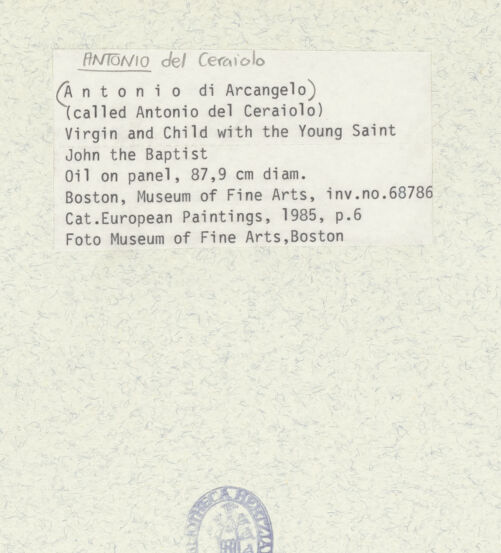 ANTONIO del Ceraiolo
(A n t o n i o  di Arcangelo)
(called Antonio del Ceraiolo)
Virgin and Child with the Young Saint
John the Baptist
Oil on panel, 87,9 cm diam.
Boston, Museum of Fine Arts, inv.no.68786
Cat.European Paintings, 1985, p.6
Foto Museum of Fine Arts,Boston